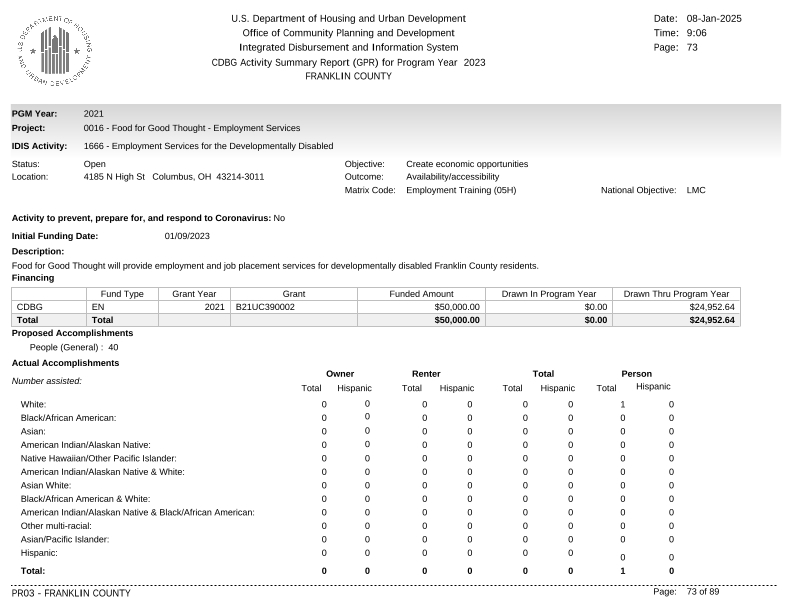 U.S. DEPARTMENT OF HOUSING
AND URBAN DEVELOPMENT
U.S. Department of Housing and Urban Development
Office of Community Planning and Development
Integrated Disbursement and Information System
CDBG Activity Summary Report (GPR) for Program Year 2023
FRANKLIN COUNTY
Date: 08-Jan-2025
Time: 9:06
Page: 73
PGM Year: 2021
Project: 0016 - Food for Good Thought - Employment Services
IDIS Activity: 1666 - Employment Services for the Developmentally Disabled
Status: Open Objective: Create economic opportunities
Location: 4185 N High St Columbus, OH 43214-3011 Outcome: Availability/accessibility
Matrix Code: Employment Training (05H) National Objective: LMC
Activity to prevent, prepare for, and respond to Coronavirus: No
Initial Funding Date: 01/09/2023
Description:
Food for Good Thought will provide employment and job placement services for developmentally disabled Franklin County residents.
Financing
Fund Type Grant Year Grant Funded Amount Drawn In Program Year Drawn Thru Program Year
CDBG EN 2021 B21UC390002 $50,000.00 $0.00 $24,952.64
Total Total $50,000.00 $0.00 $24,952.64
Proposed Accomplishments
People (General) : 40
Actual Accomplishments
Owner Renter Total Person
Number assisted:
Total Hispanic Total Hispanic Total Hispanic Total Hispanic
White: 0 0 0 0 0 0 1 0
Black/African American: 0 0 0 0 0 0 0 0
Asian: 0 0 0 0 0 0 0 0
American Indian/Alaskan Native: 0 0 0 0 0 0 0 0
Native Hawaiian/Other Pacific Islander: 0 0 0 0 0 0 0 0
American Indian/Alaskan Native & White: 0 0 0 0 0 0 0 0
Asian White: 0 0 0 0 0 0 0 0
Black/African American & White: 0 0 0 0 0 0 0 0
American Indian/Alaskan Native & Black/African American: 0 0 0 0 0 0 0 0
Other multi-racial: 0 0 0 0 0 0 0 0
Asian/Pacific Islander: 0 0 0 0 0 0 0 0
Hispanic: 0 0 0 0 0 0 0 0
Total: 0 0 0 0 0 0 1 0
PR03 - FRANKLIN COUNTY
Page: 73 of 89